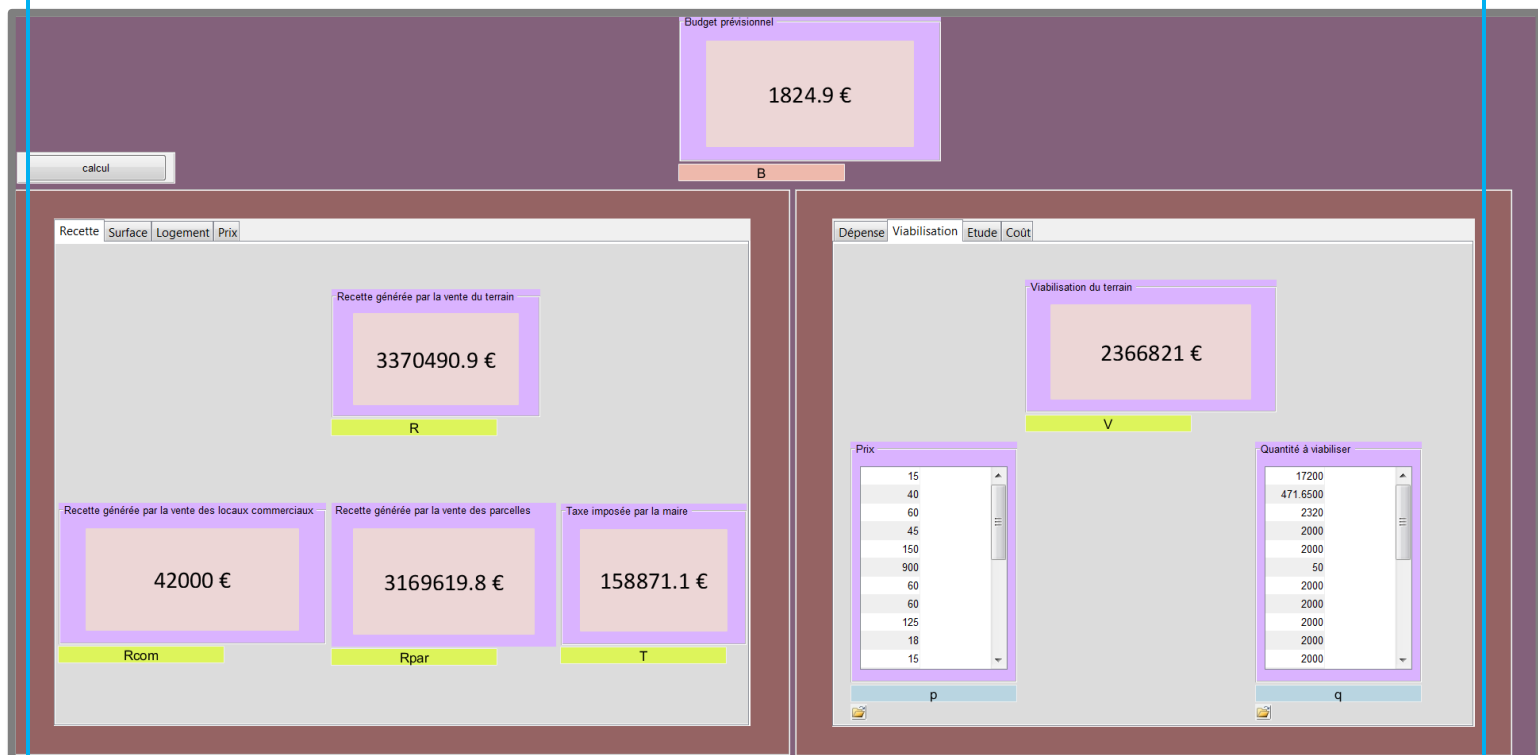 Budget prévisionnel
1824.9 €
B
calcul
Recette Surface Logement Prix
Recette générée par la vente du terrain
3370490.9 €
R
Recette générée par la vente des locaux commerciaux
42000 €
Rcom
Recette générée par la vente des parcelles
3169619.8 €
Rpar
Taxe imposée par la maire
158871.1 €
T
Dépense Viabilisation Etude Coût
Viabilisation du terrain
2366821 €
V
Prix
15
40
60
45
150
900
60
60
125
18
15
p
Quantité à viabiliser
17200
471.6500
2320
2000
2000
50
2000
2000
2000
2000
2000
q